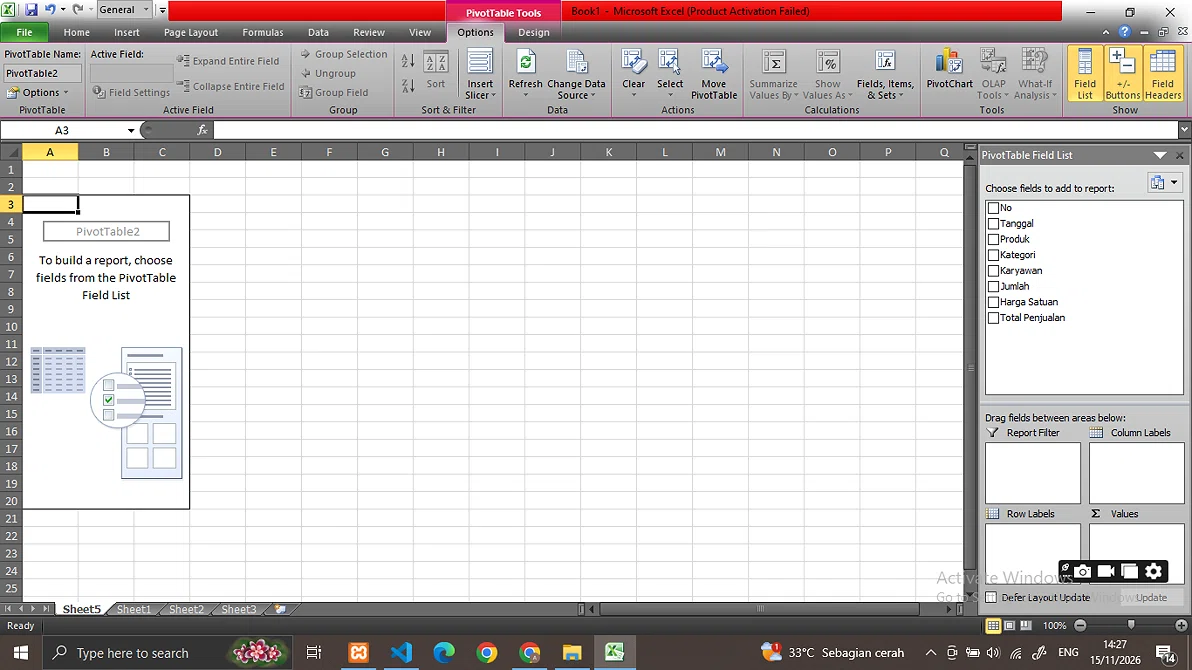 General
PivotTable Tools
Book1 - Microsoft Excel (Product Activation Failed)
File Home Insert Page Layout Formulas Data Review View Options Design
PivotTable Name:
PivotTable2
Options
PivotTable
Active Field:
Field Settings
Expand Entire Field
Collapse Entire Field
Active Field
Group Selection
Ungroup
Group Field
Group
Sort
Sort & Filter
Insert
Slicer
Refresh
Change Data
Source
Data
Clear
Select
Move
PivotTable
Actions
Summarize
Values By
Show
Values As
Fields, Items,
& Sets
Calculations
PivotChart
OLAP
Tools
What-If
Analysis
Tools
Field
List
+/-
Buttons
Field
Headers
Show
A3
fx
A B C D E F G H I J K L M N O P Q
1
2
3
4
5
6
7
8
9
10
11
12
13
14
15
16
17
18
19
20
21
22
23
24
25
PivotTable2
To build a report, choose
fields from the PivotTable
Field List
PivotTable Field List
Choose fields to add to report:
No
Tanggal
Produk
Kategori
Karyawan
Jumlah
Harga Satuan
Total Penjualan
Drag fields between areas below:
Report Filter
Column Labels
Row Labels
Σ Values
Activate Windows
Defer Layout Update
Update
Sheet5 Sheet1 Sheet2 Sheet3
Ready
100%
Type here to search
33°C Sebagian cerah
ENG
14:27
15/11/2026
14